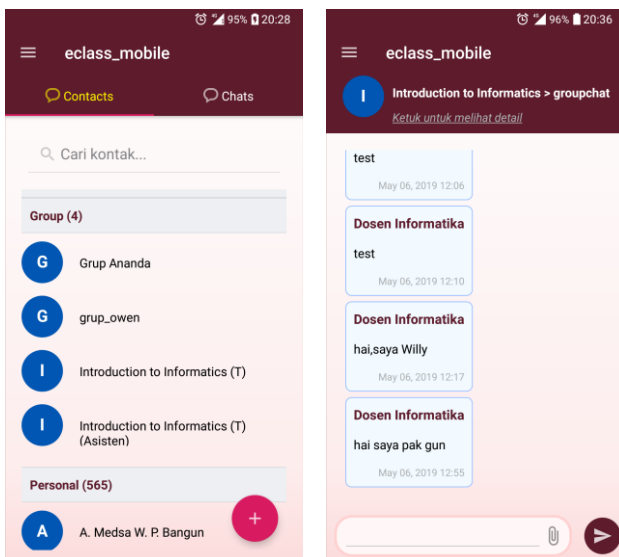 95% 20:28
eclass_mobile
Contacts
Chats
Cari kontak...
Group (4)
G
Grup Ananda
G
grup_owen
I
Introduction to Informatics (T)
I
Introduction to Informatics (T)
(Asisten)
Personal (565)
A
A. Medsa W. P. Bangun
+
96% 20:36
eclass_mobile
I
Introduction to Informatics > groupchat
Ketuk untuk melihat detail
test
May 06, 2019 12:06
Dosen Informatika
test
May 06, 2019 12:10
Dosen Informatika
hai,saya Willy
May 06, 2019 12:17
Dosen Informatika
hai saya pak gun
May 06, 2019 12:55